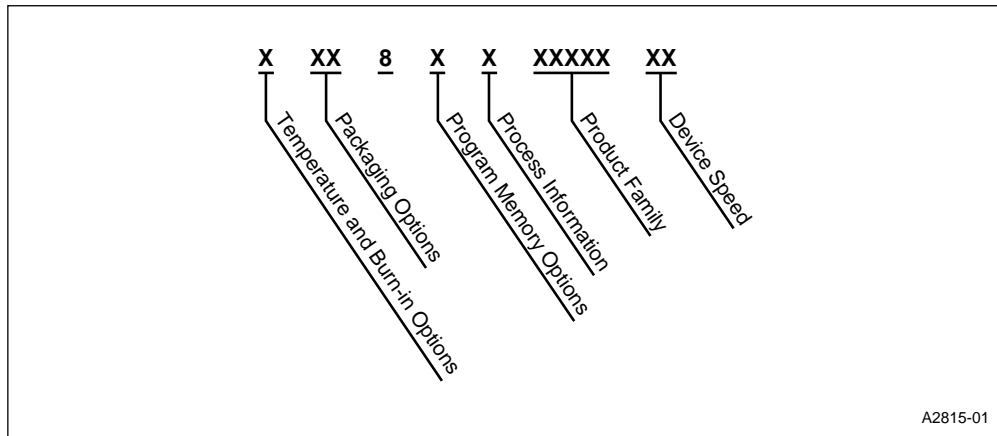 X XX 8 X X XXXXX XX
Temperature and Burn-in Options
Packaging Options
Program Memory Options
Process Information
Product Family
Device Speed
A2815-01